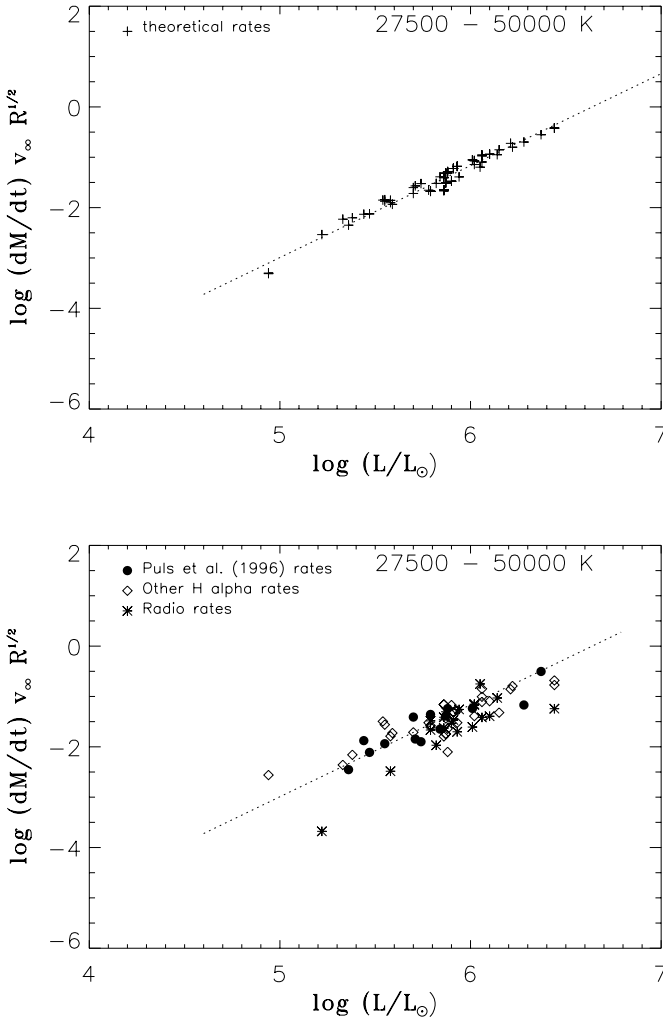 2
theoretical rates
27500 – 50000 K
0
−2
−4
−6
log (dM/dt) v∞ R1/2
4 5 6 7
log (L/L⊙)
2
Puls et al. (1996) rates
27500 – 50000 K
Other H alpha rates
Radio rates
0
−2
−4
−6
log (dM/dt) v∞ R1/2
4 5 6 7
log (L/L⊙)